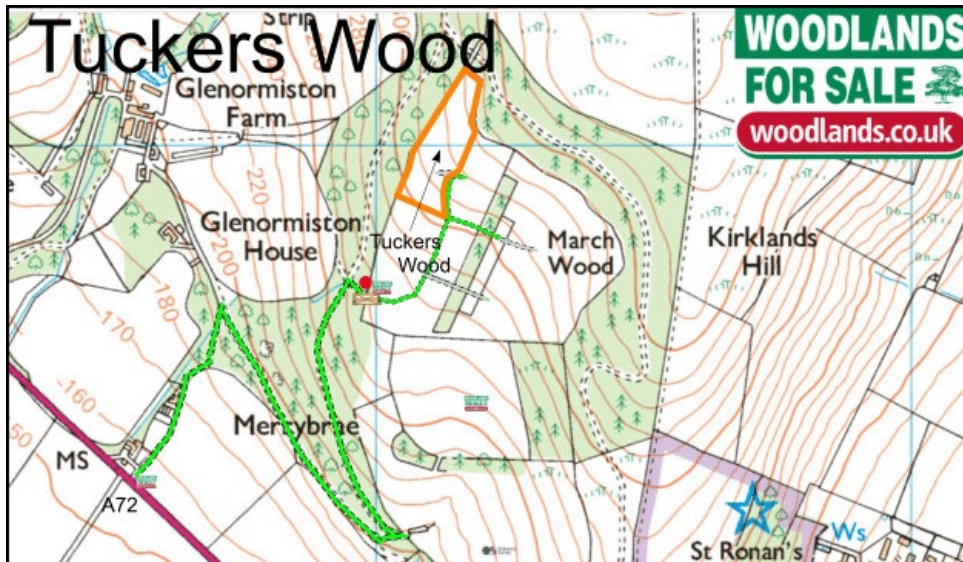 Tuckers Wood
Strip
280
WOODLANDS
FOR SALE
woodlands.co.uk
Glenormiston
Farm
220
Glenormiston
House
200
180
170
160
Tuckers
Wood
March
Wood
Kirklands
Hill
Merrybrae
MS
A72
St Ronan's
Ws